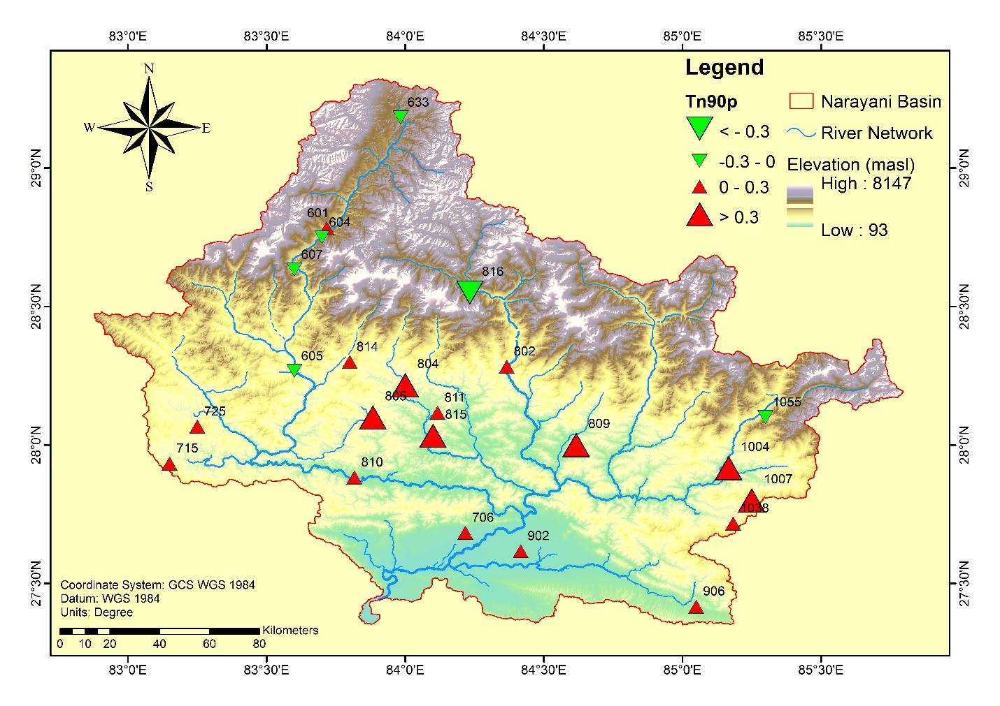 83°0'E 83°30'E 84°0'E 84°30'E 85°0'E 85°30'E
N
W E
S
Legend
Tn90p
< - 0.3
-0.3 - 0
0 - 0.3
> 0.3
Narayani Basin
River Network
Elevation (masl)
High : 8147
Low : 93
29°0'N
28°30'N
28°0'N
27°30'N
29°0'N
28°30'N
28°0'N
27°30'N
633
601
604
607
816
605
814
804
802
805
811
815
725
809
1055
715
810
1004
1007
1038
706
902
906
Coordinate System: GCS WGS 1984
Datum: WGS 1984
Units: Degree
Kilometers
0 10 20 40 60 80
83°0'E 83°30'E 84°0'E 84°30'E 85°0'E 85°30'E